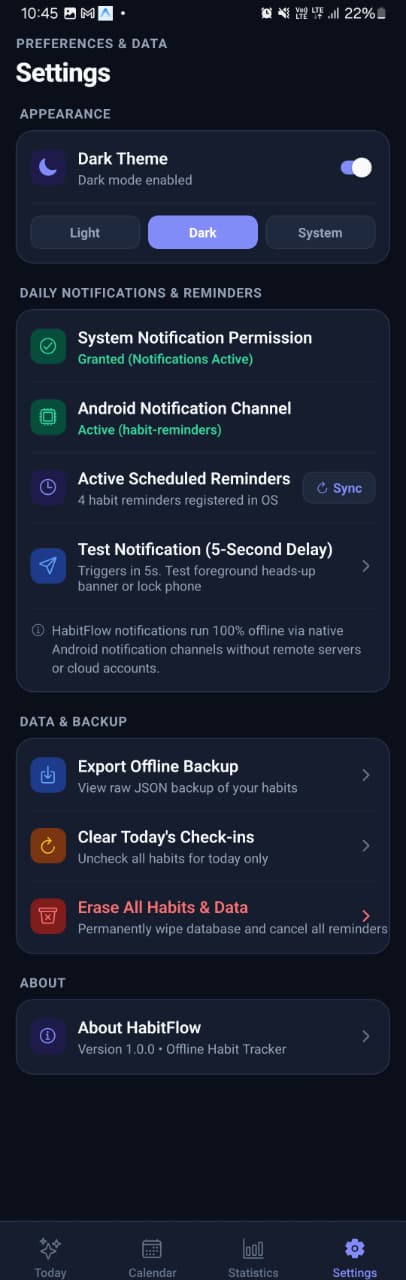 10:45
VoI) LTE
LTE
22%
PREFERENCES & DATA
Settings
APPEARANCE
Dark Theme
Dark mode enabled
Light Dark System
DAILY NOTIFICATIONS & REMINDERS
System Notification Permission
Granted (Notifications Active)
Android Notification Channel
Active (habit-reminders)
Active Scheduled Reminders
4 habit reminders registered in OS
Sync
Test Notification (5-Second Delay)
Triggers in 5s. Test foreground heads-up
banner or lock phone
HabitFlow notifications run 100% offline via native
Android notification channels without remote servers
or cloud accounts.
DATA & BACKUP
Export Offline Backup
View raw JSON backup of your habits
Clear Today's Check-ins
Uncheck all habits for today only
Erase All Habits & Data
Permanently wipe database and cancel all reminders
ABOUT
About HabitFlow
Version 1.0.0 • Offline Habit Tracker
Today Calendar Statistics Settings